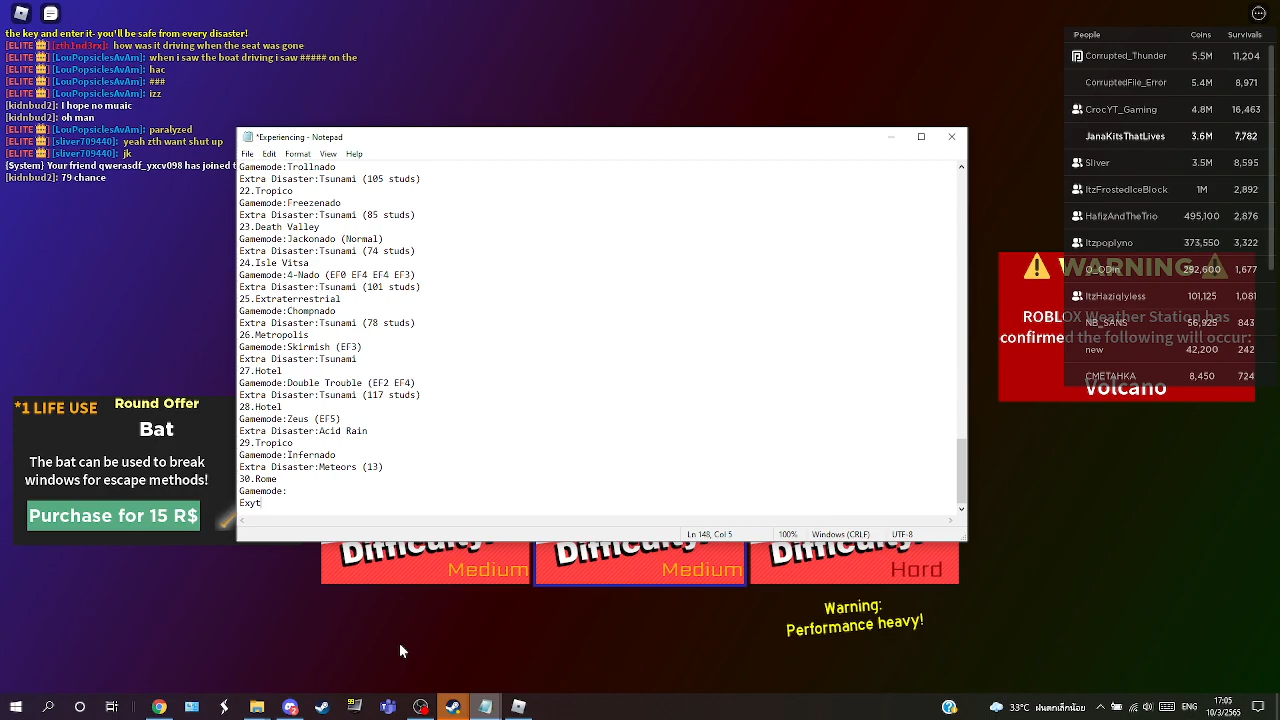 the key and enter it- you'll be safe from every disaster!
[ELITE] [zth1nd3rx]: how was it driving when the seat was gone
[ELITE] [LouPopsiclesAvAm]: when i saw the boat driving i saw ##### on the
[ELITE] [LouPopsiclesAvAm]: hac
[ELITE] [LouPopsiclesAvAm]: ###
[ELITE] [LouPopsiclesAvAm]: izz
[kidnbud2]: I hope no muaic
[kidnbud2]: oh man
[ELITE] [LouPopsiclesAvAm]: paralyzed
[ELITE] [sliver709440]: yeah zth want shut up
[ELITE] [sliver709440]: jk
{System} Your friend qwerasdf_yxcv098 has joined t
[kidnbud2]: 79 chance
*Experiencing - Notepad
File Edit Format View Help
Gamemode:Trollnado
Extra Disaster:Tsunami (105 studs)
22.Tropico
Gamemode:Freezenado
Extra Disaster:Tsunami (85 studs)
23.Death Valley
Gamemode:Jackonado (Normal)
Extra Disaster:Tsunami (74 studs)
24.Isle Vitsa
Gamemode:4-Nado (EF0 EF4 EF4 EF3)
Extra Disaster:Tsunami (101 studs)
25.Extraterrestrial
Gamemode:Chompnado
Extra Disaster:Tsunami (78 studs)
26.Metropolis
Gamemode:Skirmish (EF3)
Extra Disaster:Tsunami
27.Hotel
Gamemode:Double Trouble (EF2 EF4)
Extra Disaster:Tsunami (117 studs)
28.Hotel
Gamemode:Zeus (EF5)
Extra Disaster:Acid Rain
29.Tropico
Gamemode:Infernado
Extra Disaster:Meteors (13)
30.Rome
Gamemode:
Exyt
Ln 148, Col 5 100% Windows (CRLF) UTF-8
People Coins Survivals
Corrupted_Thunder 5.5M 11,204
CorruptedFile_Error 5.4M 8,971
CrocYT_Gaming 4.8M 16,463
JanaKitsThatLives 3.6M 7,782
Sliver 3.5M 8,595
ItzFrostedIceBlock 1M 2,892
HafizAndTheTrio 495,100 2,676
Itzpoplyno 373,550 3,322
O_ODin 292,600 1,677
ItzHaziqIyless 101,125 1,081
NB_SANS 56,925 843
new 42,200 242
CMETAHKA 8,450 724
WARNING
ROBLOX Weather Station has
confirmed the following will occur:
Volcano
*1 LIFE USE
Round Offer
Bat
The bat can be used to break
windows for escape methods!
Purchase for 15 R$
Difficulty: Difficulty: Difficulty:
Medium Medium Hard
Warning:
Performance heavy!
33°C
ENG
17:05
10/3/2565